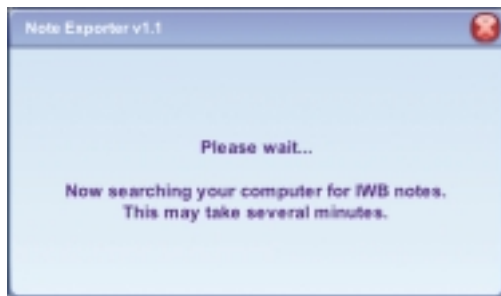 Note Exporter v1.1
Please wait...
Now searching your computer for IWB notes.
This may take several minutes.